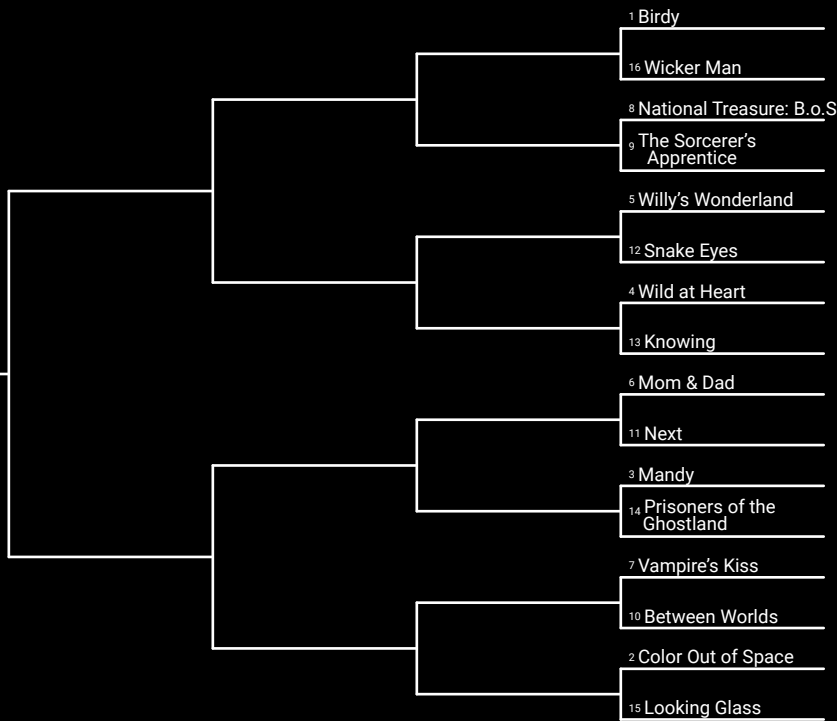 1 Birdy
16 Wicker Man
8 National Treasure: B.o.S
9 The Sorcerer’s
Apprentice
5 Willy’s Wonderland
12 Snake Eyes
4 Wild at Heart
13 Knowing
6 Mom & Dad
11 Next
3 Mandy
14 Prisoners of the
Ghostland
7 Vampire’s Kiss
10 Between Worlds
2 Color Out of Space
15 Looking Glass